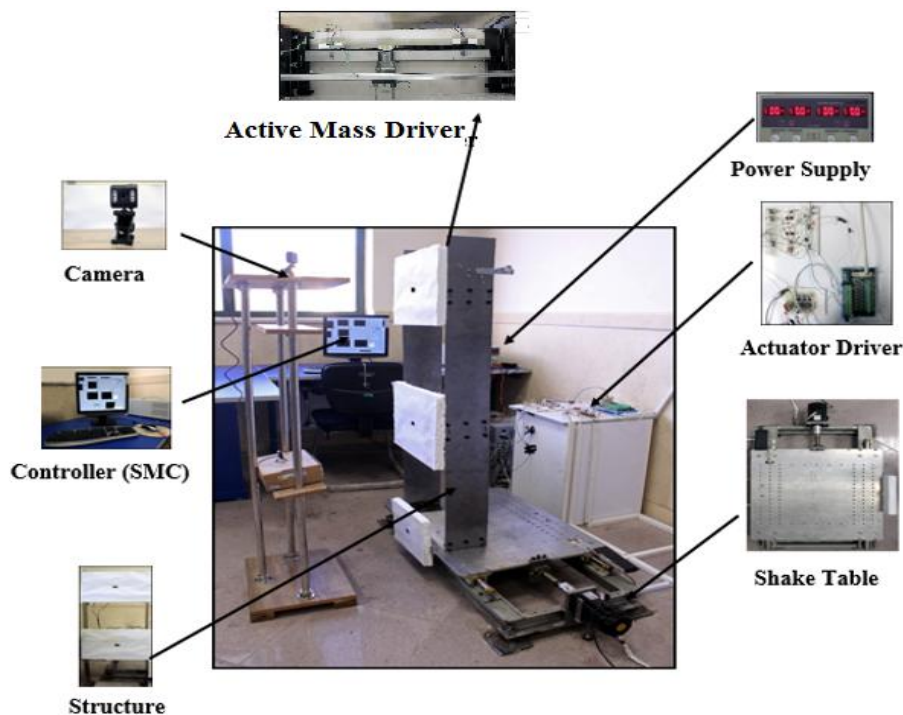 Active Mass Driver
Power Supply
Camera
Actuator Driver
Controller (SMC)
Shake Table
Structure